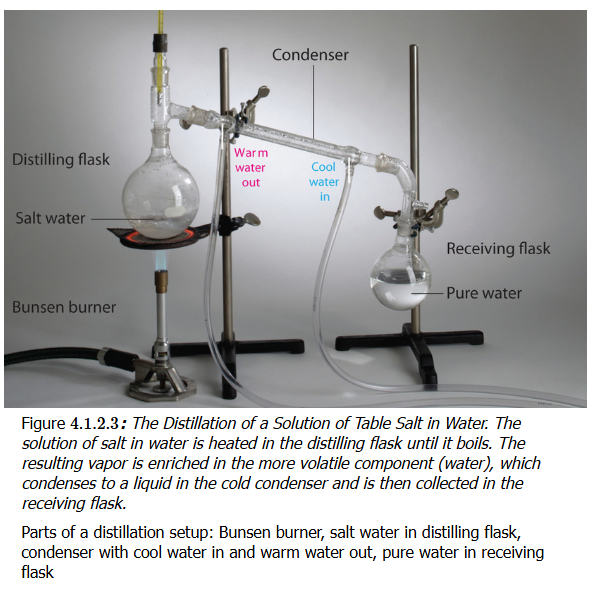 Condenser
Distilling flask
Warm
water
out
Cool
water
in
Salt water
Receiving flask
Pure water
Bunsen burner
Figure 4.1.2.3: The Distillation of a Solution of Table Salt in Water. The
solution of salt in water is heated in the distilling flask until it boils. The
resulting vapor is enriched in the more volatile component (water), which
condenses to a liquid in the cold condenser and is then collected in the
receiving flask.
Parts of a distillation setup: Bunsen burner, salt water in distilling flask,
condenser with cool water in and warm water out, pure water in receiving
flask